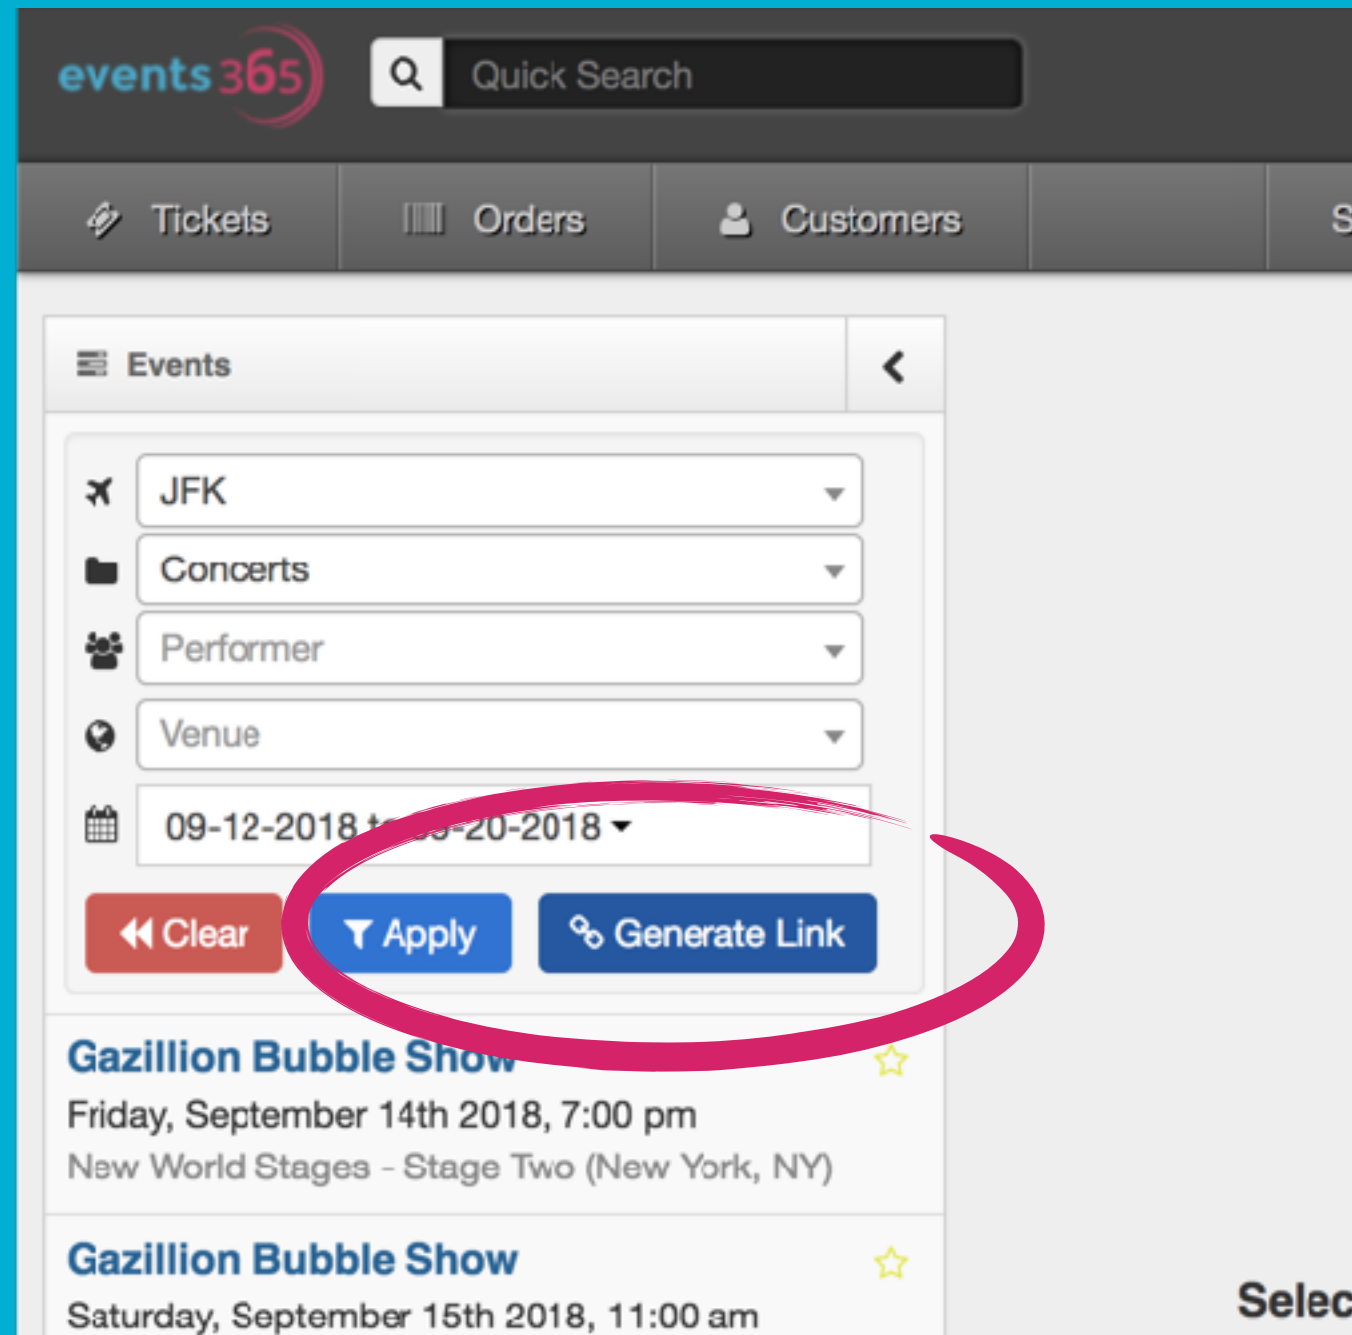 events365
Quick Search
Tickets Orders Customers
Events
JFK
Concerts
Performer
Venue
09-12-2018 to 09-20-2018
Clear Apply Generate Link
Gazillion Bubble Show
Friday, September 14th 2018, 7:00 pm
New World Stages - Stage Two (New York, NY)
Gazillion Bubble Show
Saturday, September 15th 2018, 11:00 am